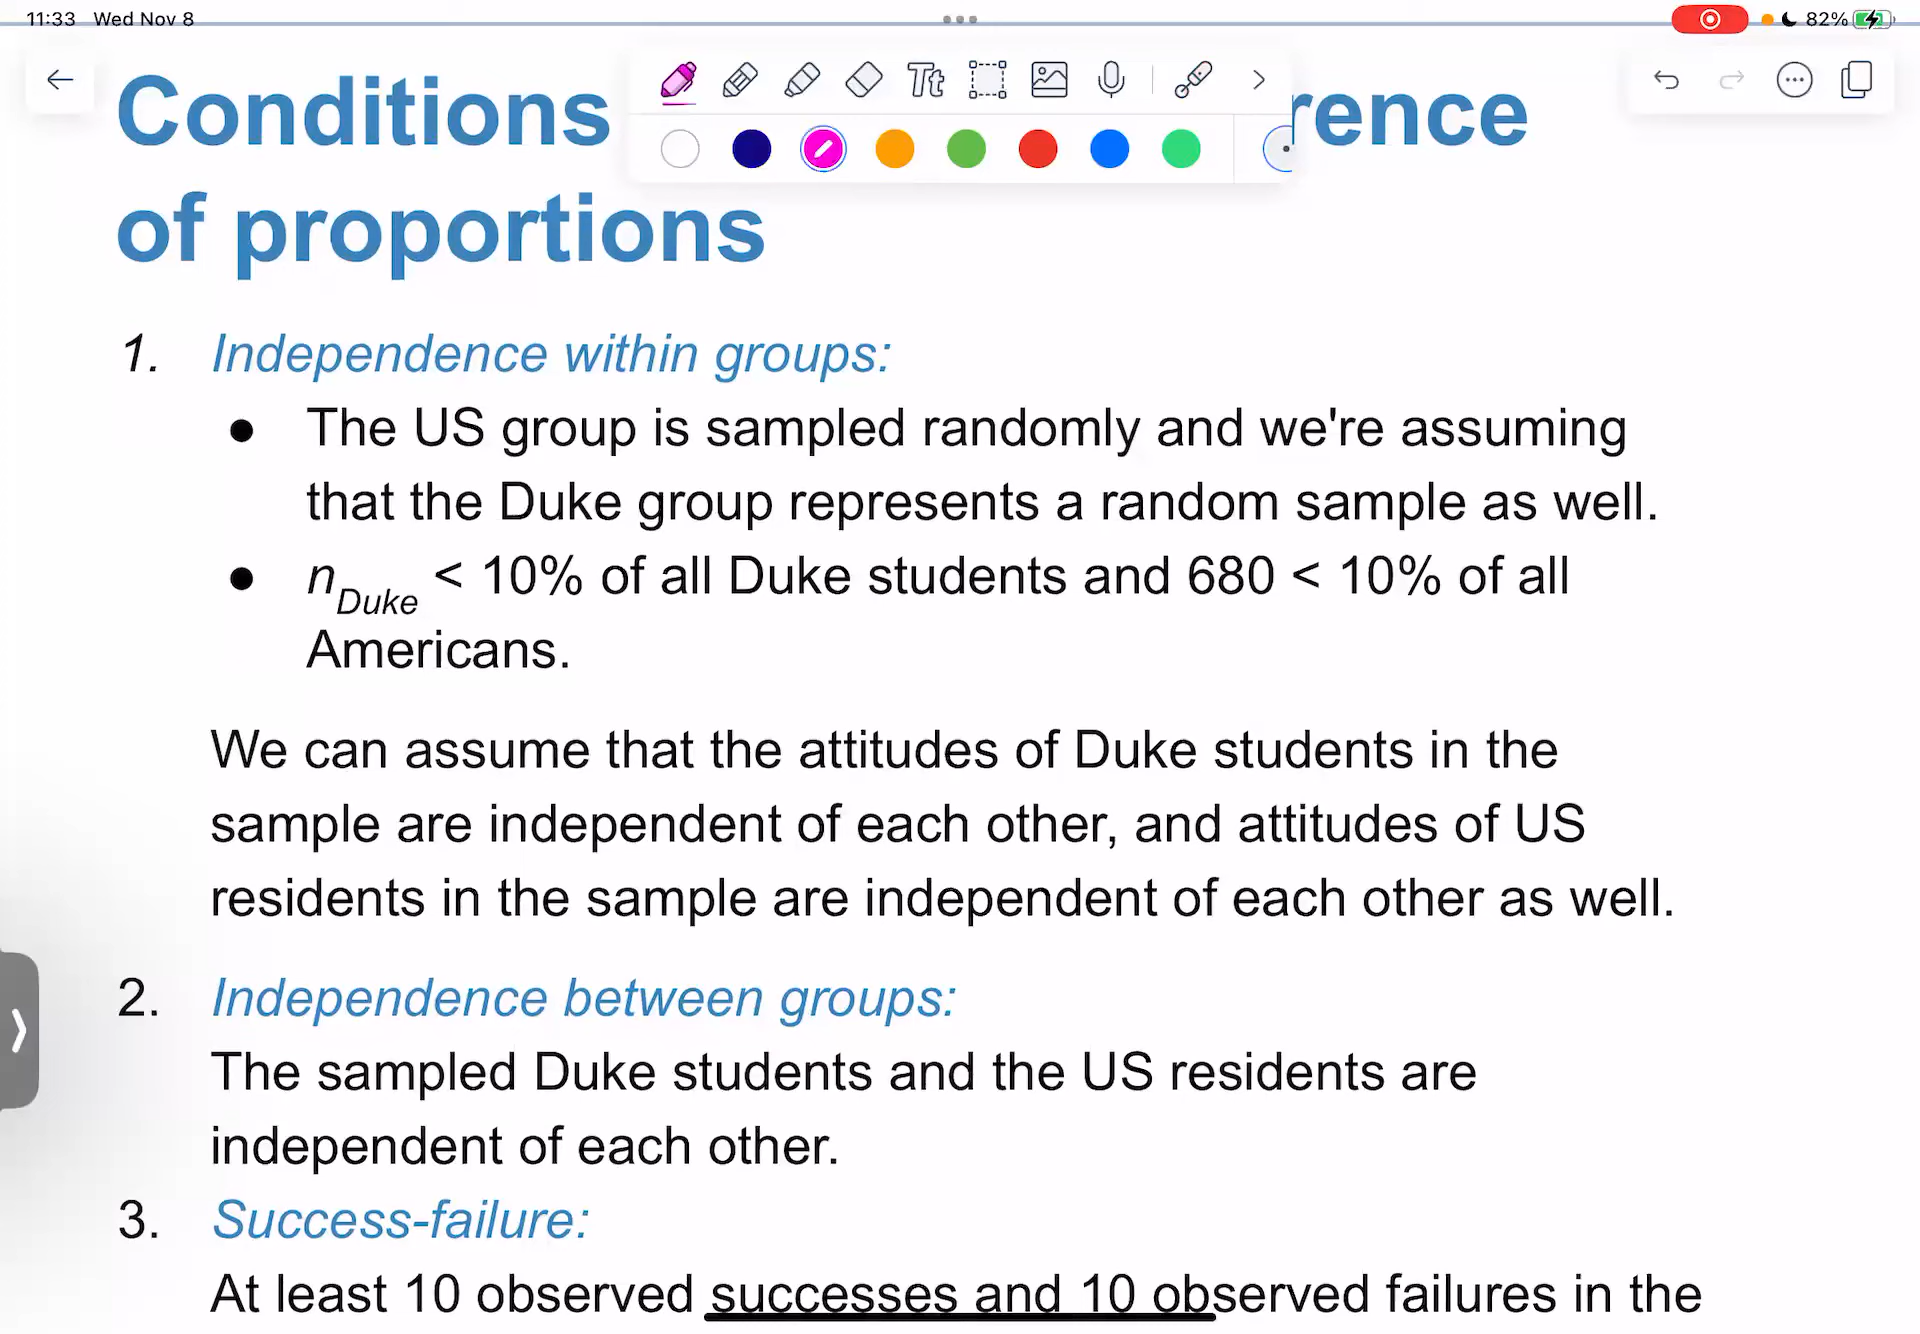 11:33 Wed Nov 8
82%
Tt
Conditions rence
of proportions
1. Independence within groups:
● The US group is sampled randomly and we're assuming
that the Duke group represents a random sample as well.
● nDuke < 10% of all Duke students and 680 < 10% of all
Americans.
We can assume that the attitudes of Duke students in the
sample are independent of each other, and attitudes of US
residents in the sample are independent of each other as well.
2. Independence between groups:
The sampled Duke students and the US residents are
independent of each other.
3. Success-failure:
At least 10 observed successes and 10 observed failures in the